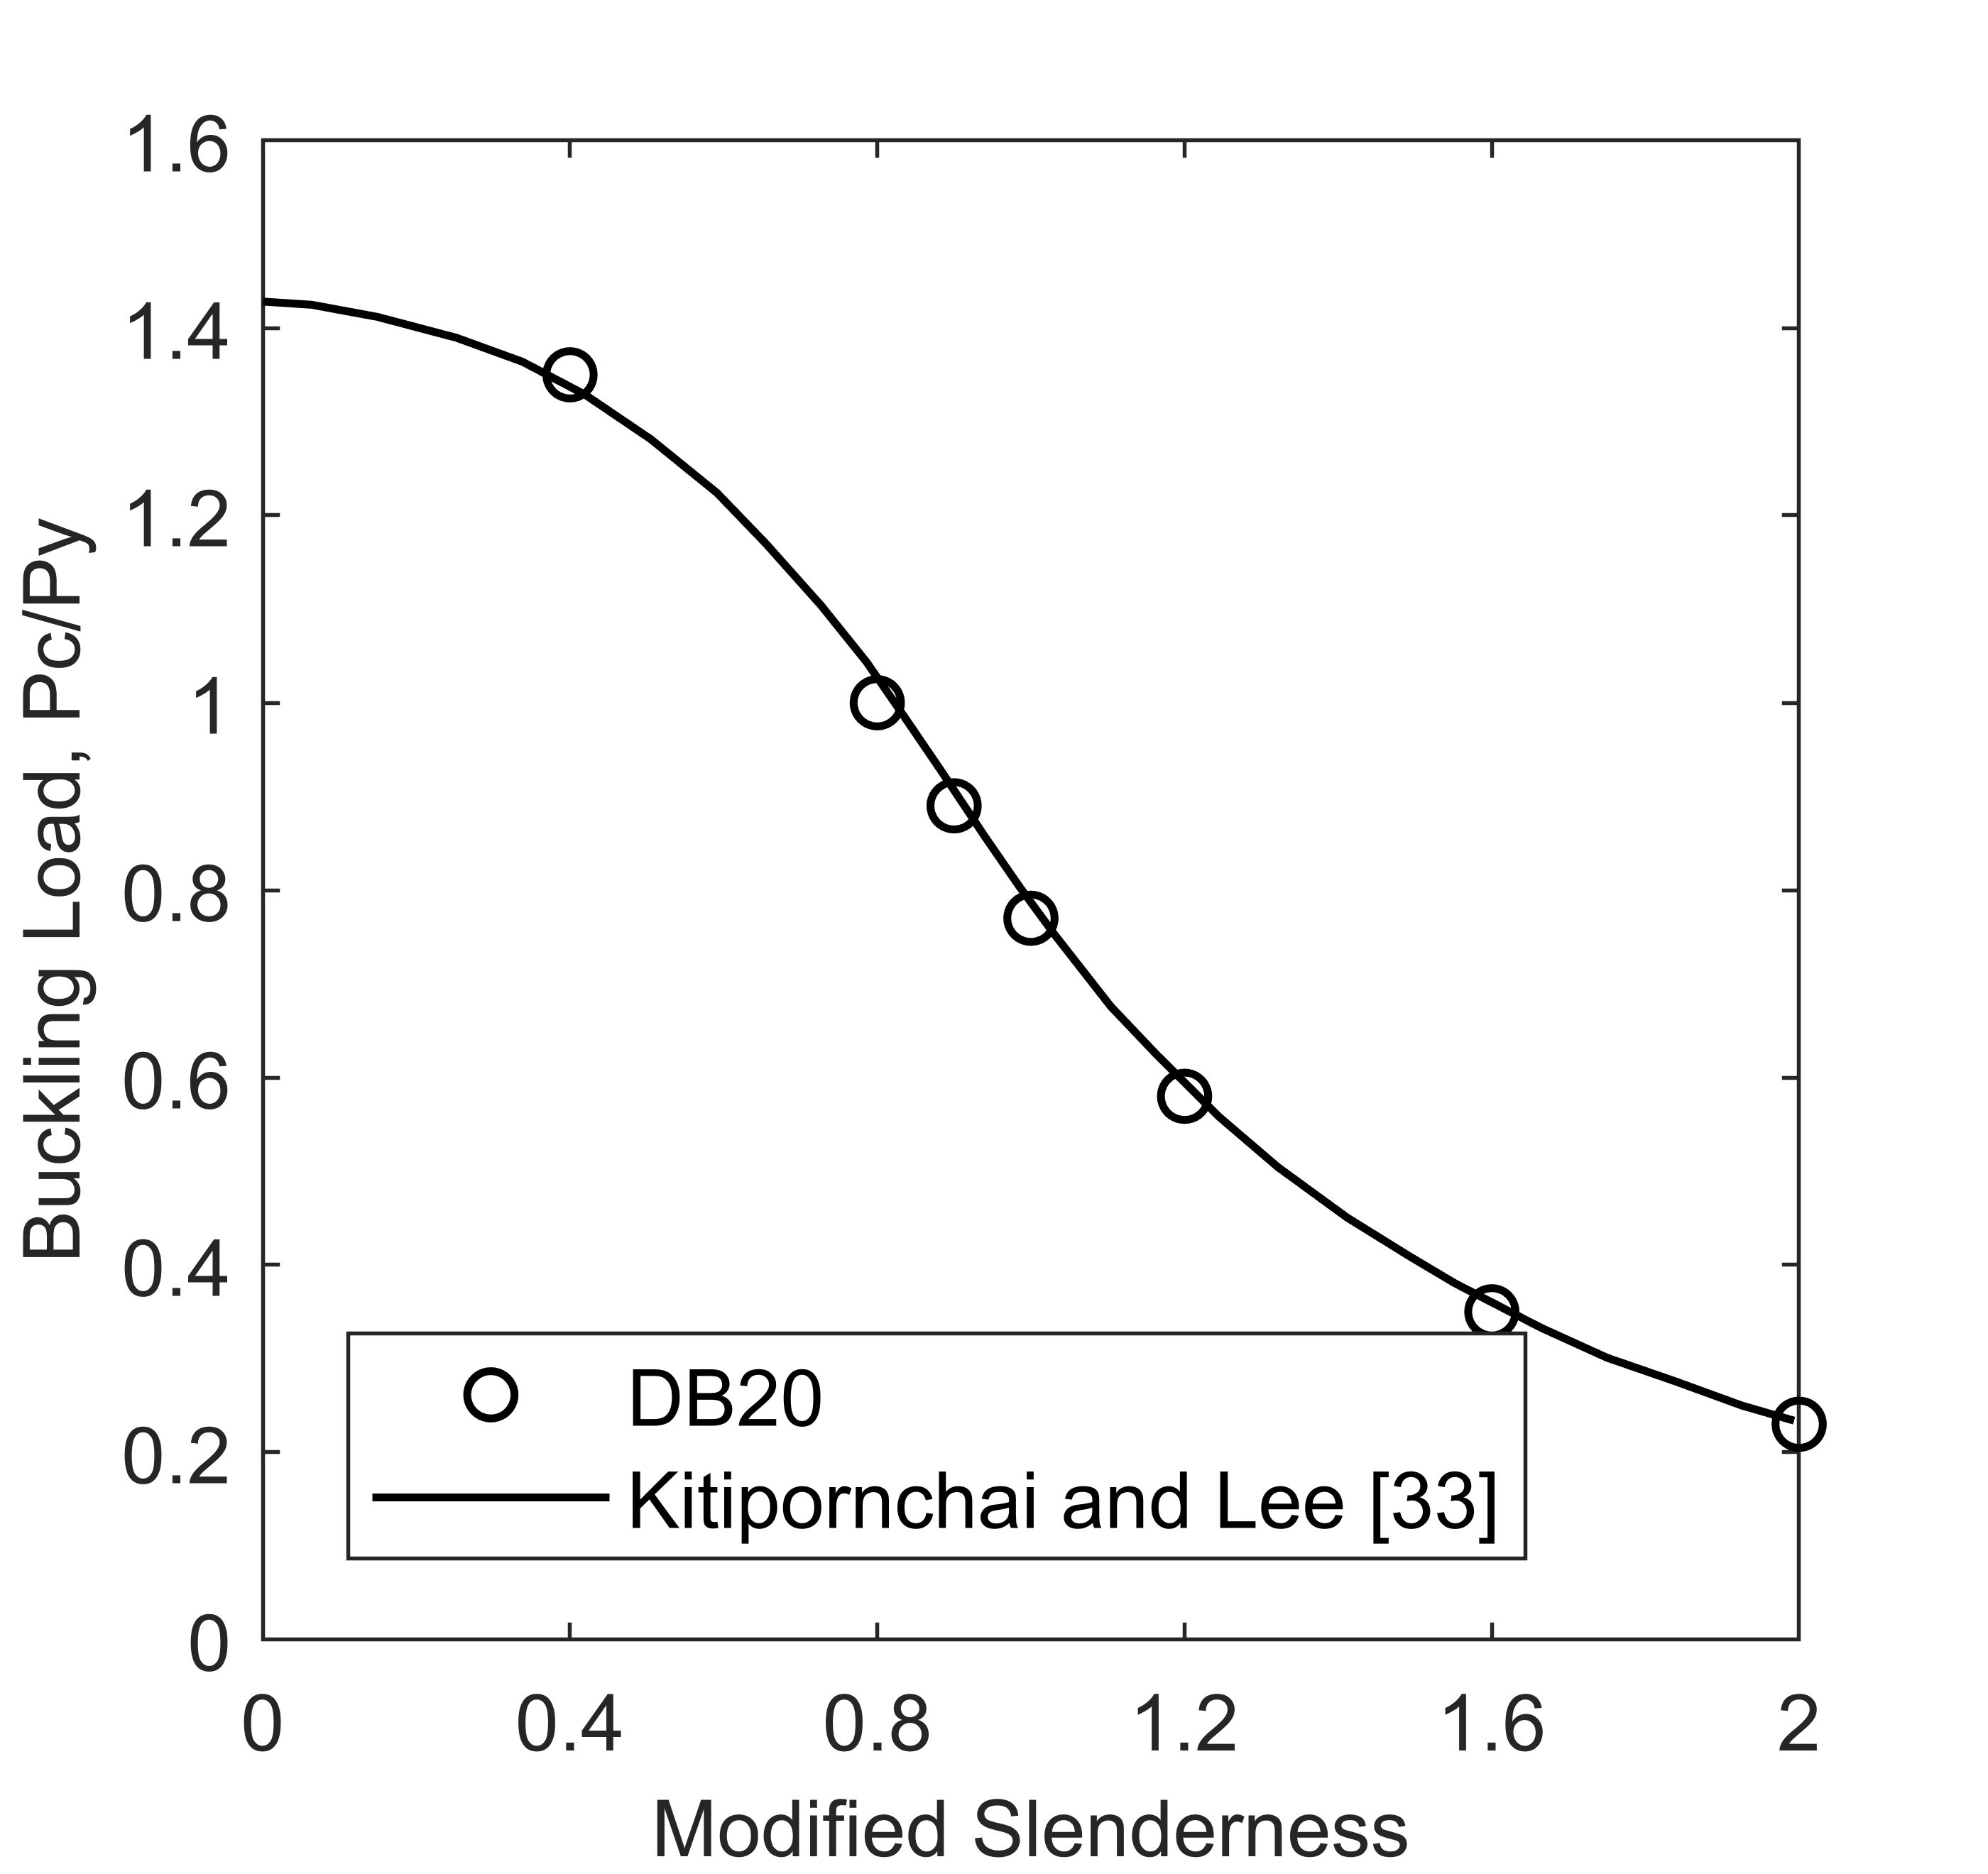 1.6
1.4
1.2
1
0.8
0.6
0.4
0.2
0
Buckling Load, Pc/Py
DB20
Kitipornchai and Lee [33]
0 0.4 0.8 1.2 1.6 2
Modified Slenderness